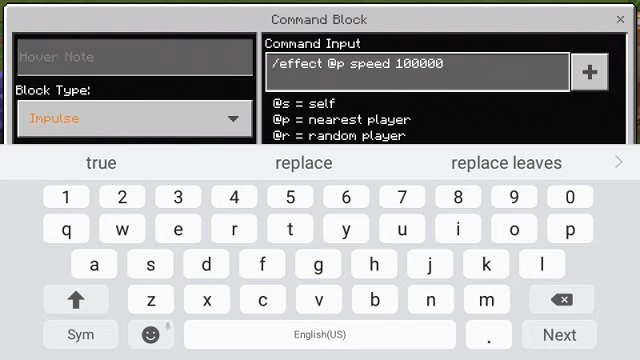 Command Block
Hover Note
Command Input
/effect @p speed 100000
Block Type:
Impulse
@s = self
@p = nearest player
@r = random player
true replace replace leaves
1 2 3 4 5 6 7 8 9 0
q w e r t y u i o p
a s d f g h j k l
z x c v b n m
Sym English(US) . Next